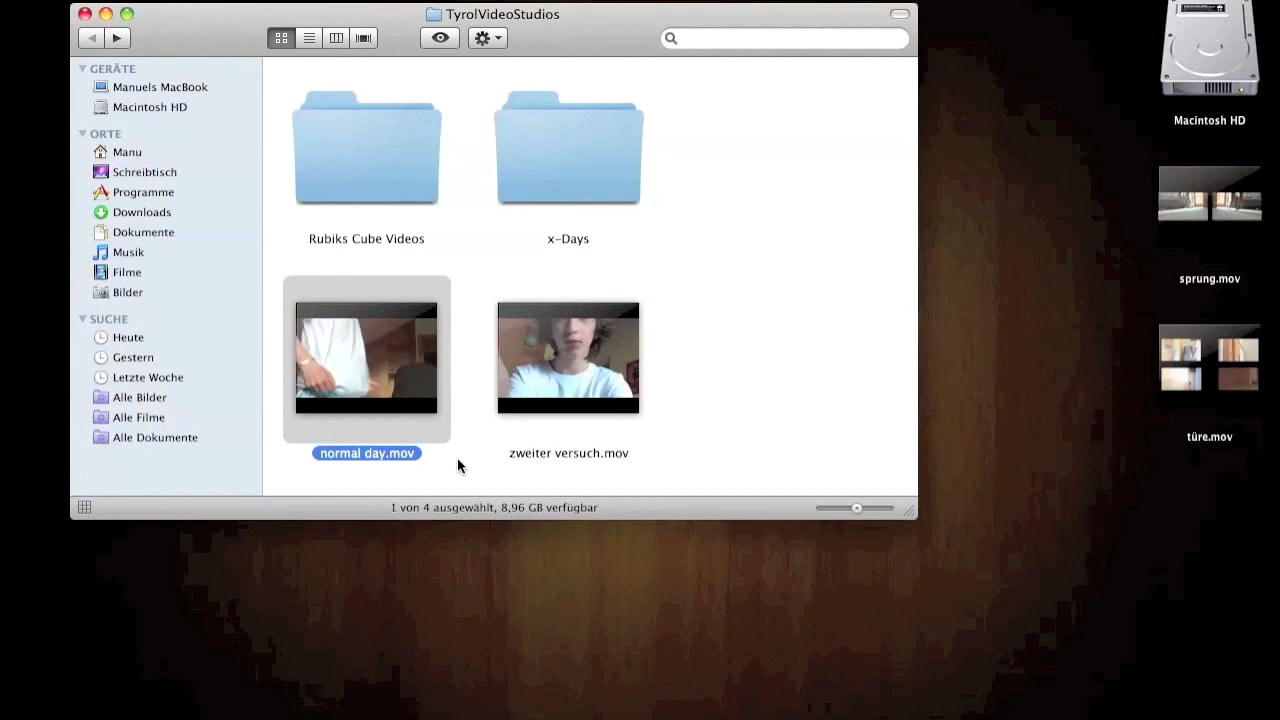 TyrolVideoStudios
GERÄTE
Manuels MacBook
Macintosh HD
ORTE
Manu
Schreibtisch
Programme
Downloads
Dokumente
Musik
Filme
Bilder
SUCHE
Heute
Gestern
Letzte Woche
Alle Bilder
Alle Filme
Alle Dokumente
Rubiks Cube Videos
x-Days
normal day.mov
zweiter versuch.mov
1 von 4 ausgewählt, 8,96 GB verfügbar
Macintosh HD
sprung.mov
türe.mov